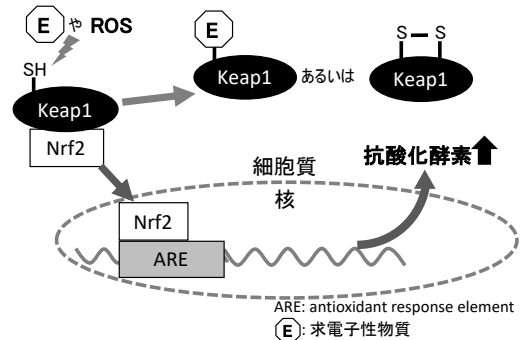 E や ROS
SH
Keap1
Nrf2
E
Keap1
あるいは
S S
Keap1
抗酸化酵素
細胞質
核
Nrf2
ARE
ARE: antioxidant response element
E : 求電子性物質